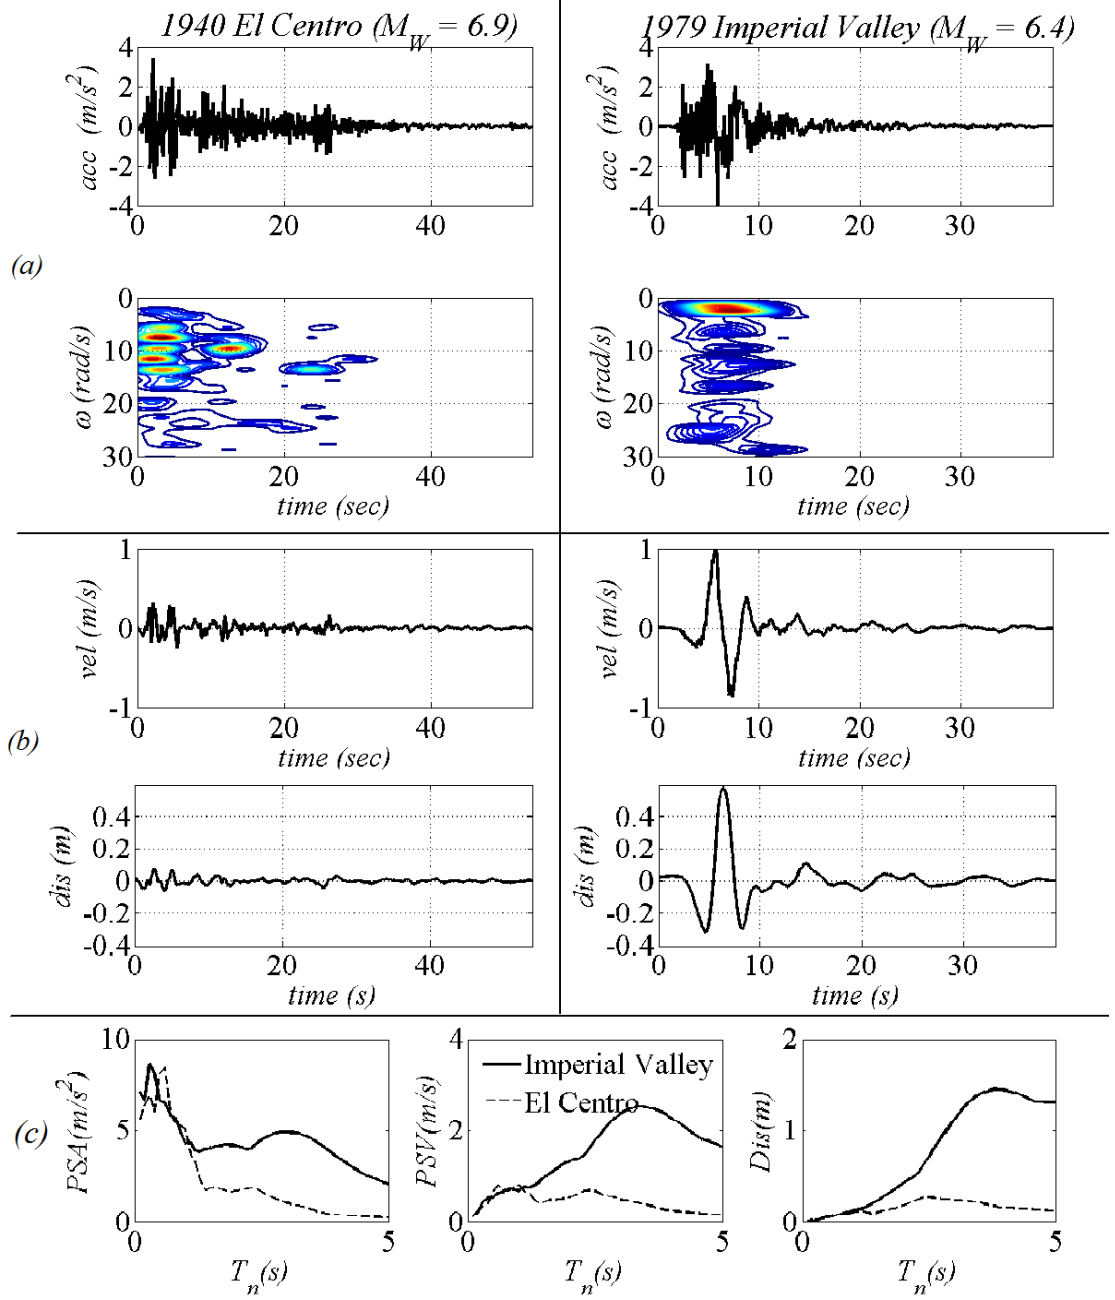 1940 El Centro (M_W = 6.9)
1979 Imperial Valley (M_W = 6.4)
(a)
acc (m/s²)
4
2
0
-2
-4
0
20
40
acc (m/s²)
4
2
0
-2
-4
0
10
20
30
ω (rad/s)
0
10
20
30
0
20
40
time (sec)
ω (rad/s)
0
10
20
30
0
10
20
30
time (sec)
(b)
vel (m/s)
1
0
-1
0
20
40
time (sec)
vel (m/s)
1
0
-1
0
10
20
30
time (sec)
dis (m)
0.4
0.2
0
-0.2
-0.4
0
20
40
time (s)
dis (m)
0.4
0.2
0
-0.2
-0.4
0
10
20
30
time (s)
(c)
PSA(m/s²)
10
5
0
0
5
T_n(s)
PSV(m/s)
4
2
0
0
5
T_n(s)
Imperial Valley
El Centro
Dis(m)
2
1
0
0
5
T_n(s)